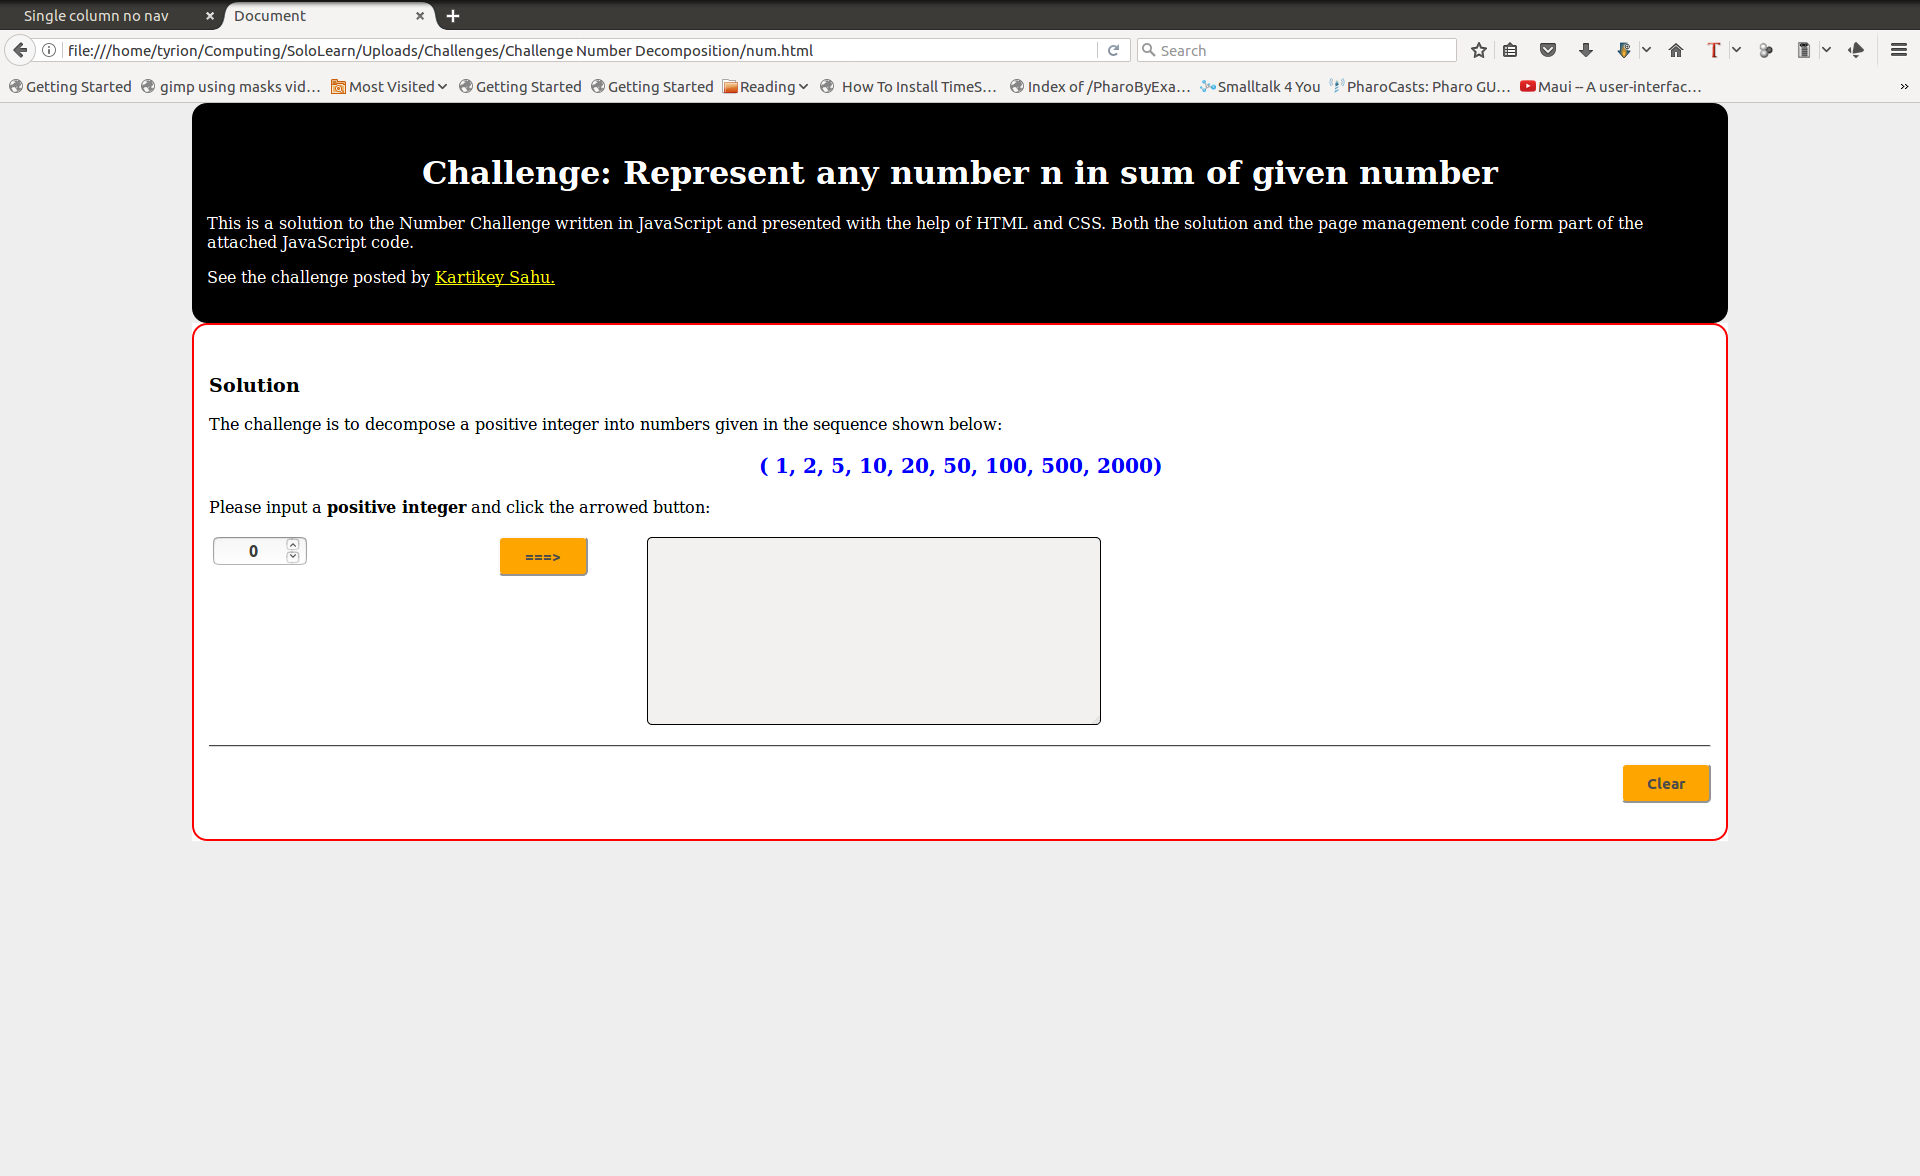 Single column no nav
Document
file:///home/tyrion/Computing/SoloLearn/Uploads/Challenges/Challenge Number Decomposition/num.html
Search
Getting Started
gimp using masks vid...
Most Visited
Getting Started
Getting Started
Reading
How To Install TimeS...
Index of /PharoByExa...
Smalltalk 4 You
PharoCasts: Pharo GU...
Maui -- A user-interfac...
Challenge: Represent any number n in sum of given number
This is a solution to the Number Challenge written in JavaScript and presented with the help of HTML and CSS. Both the solution and the page management code form part of the
attached JavaScript code.
See the challenge posted by Kartikey Sahu.
Solution
The challenge is to decompose a positive integer into numbers given in the sequence shown below:
( 1, 2, 5, 10, 20, 50, 100, 500, 2000)
Please input a positive integer and click the arrowed button:
0
===>
Clear